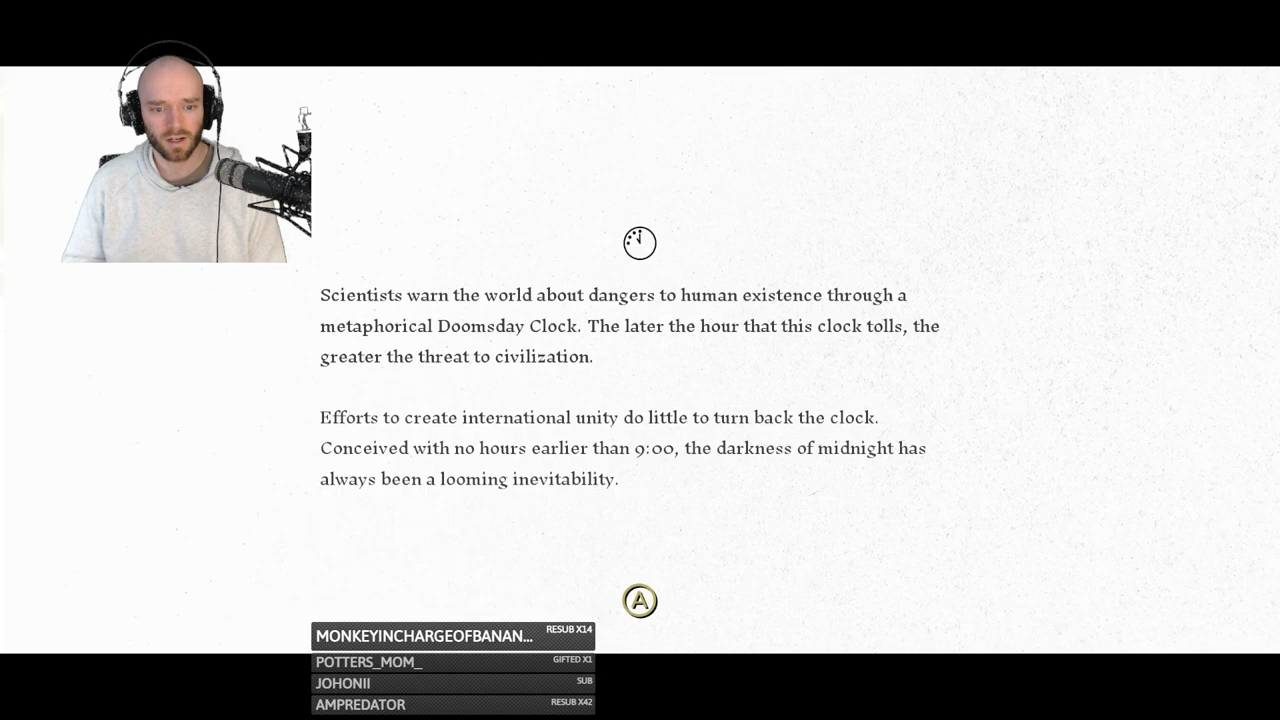 Scientists warn the world about dangers to human existence through a
metaphorical Doomsday Clock. The later the hour that this clock tolls, the
greater the threat to civilization.
Efforts to create international unity do little to turn back the clock.
Conceived with no hours earlier than 9:00, the darkness of midnight has
always been a looming inevitability.
A
MONKEYINCHARGEOFBANAN... RESUB X14
POTTERS_MOM_ GIFTED X1
JOHONII SUB
AMPREDATOR RESUB X42